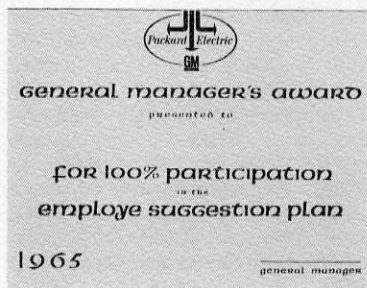 Packard Electric
GM
GENERAL MANAGER'S AWARD
presented to
FOR 100% PARTICIPATION
in the
EMPLOYE SUGGESTION PLAN
1965
general manager